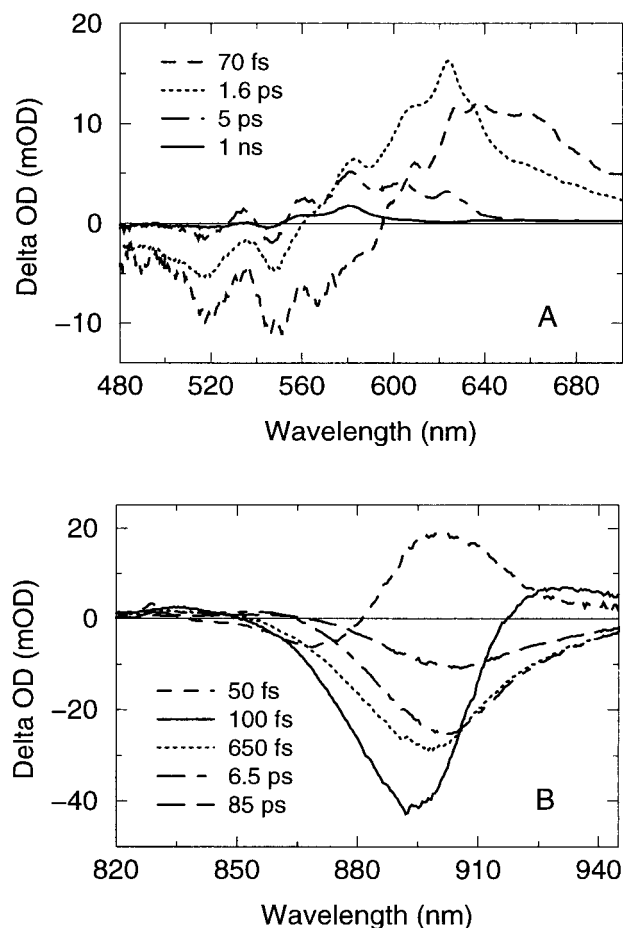 20
10
0
−10
Delta OD (mOD)
70 fs
1.6 ps
5 ps
1 ns
A
480 520 560 600 640 680
Wavelength (nm)
20
0
−20
−40
Delta OD (mOD)
50 fs
100 fs
650 fs
6.5 ps
85 ps
B
820 850 880 910 940
Wavelength (nm)